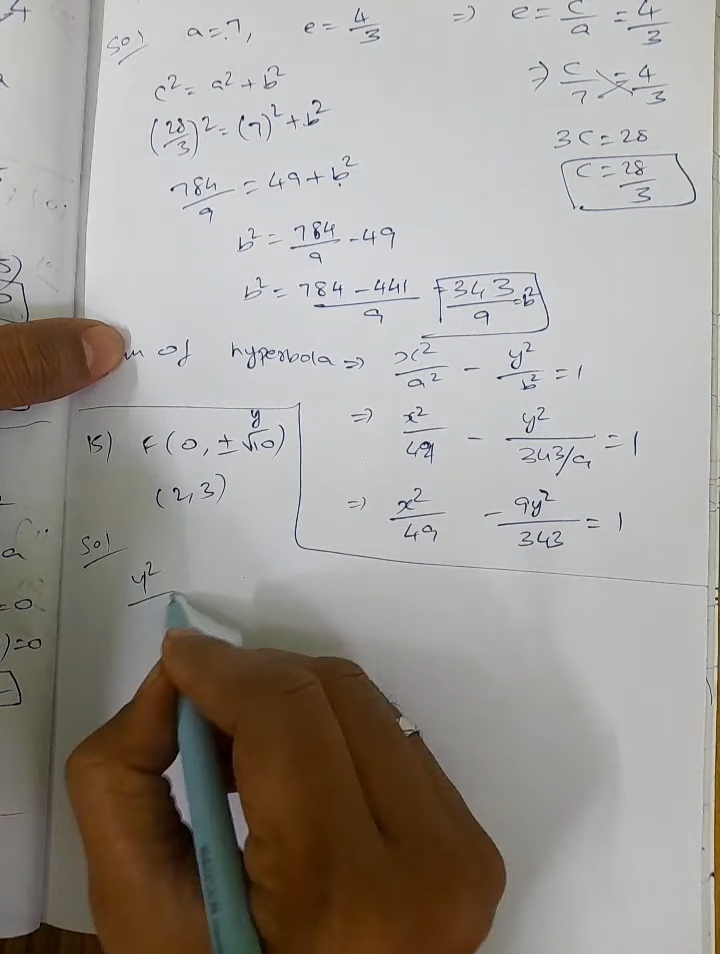 Sol a=7, e = 4/3 => e = c/a = 4/3
=> c/7 = 4/3
3c = 28
c = 28/3
c² = a² + b²
(28/3)² = (7)² + b²
784/9 = 49 + b²
b² = 784/9 - 49
b² = 784 - 441/9 = 343/9 = b²
of hyperbola => x²/a² - y²/b² = 1
=> x²/49 - y²/343/9 = 1
=> x²/49 - 9y²/343 = 1
y
15) F(0, ±√10)
(2,3)
Sol
y²